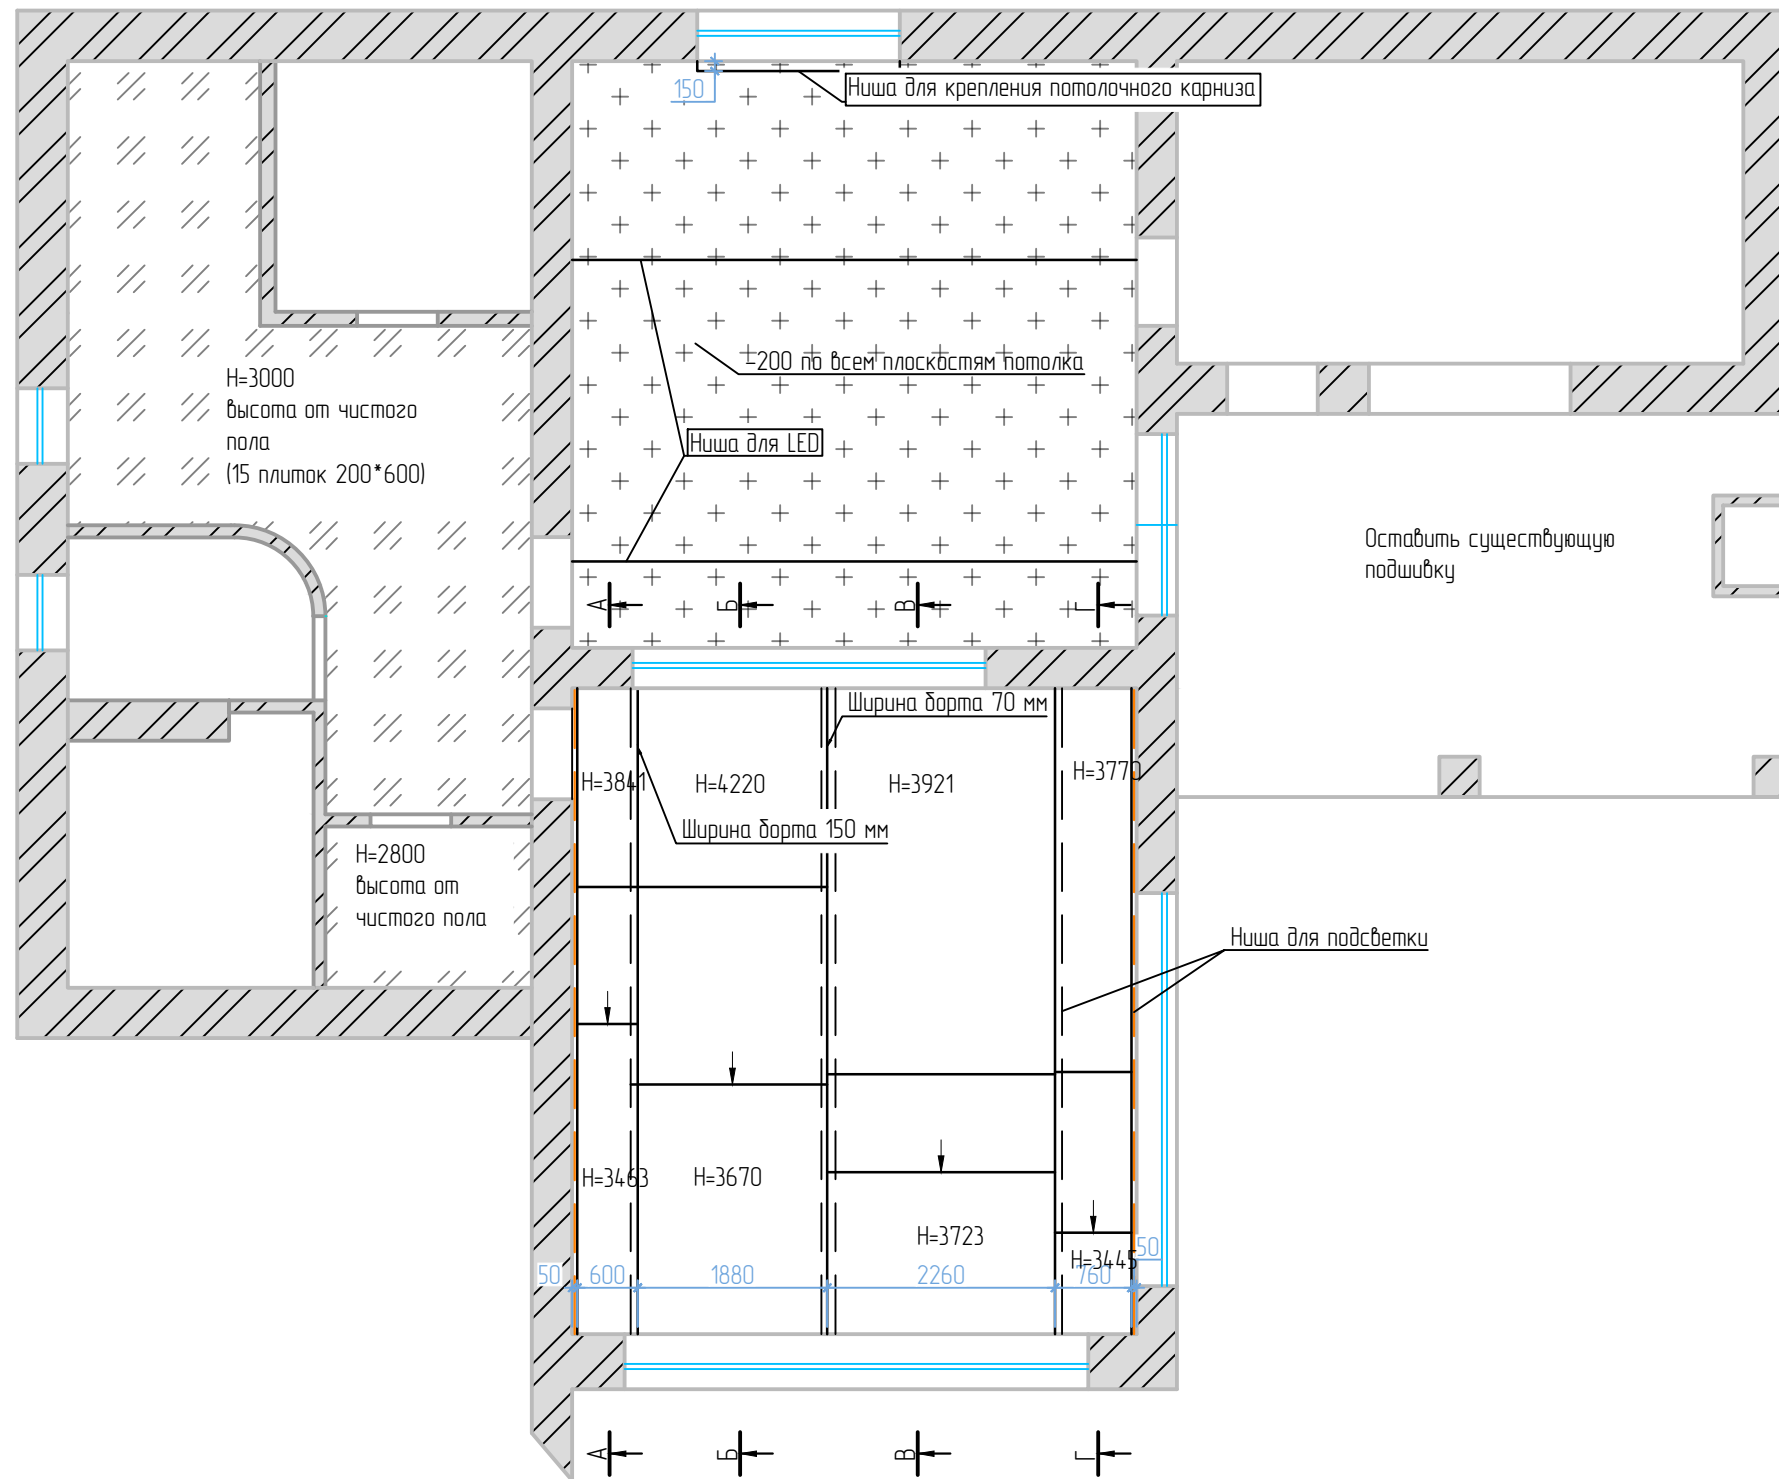 150
Ниша для крепления потолочного карниза
H=3000
высота от чистого
пола
(15 плиток 200*600)
-200 по всем плоскостям потолка
Ниша для LED
Оставить существующую
подшивку
А
Б
В
Г
Ширина борта 70 мм
H=3841
H=4220
H=3921
H=3770
Ширина борта 150 мм
H=2800
высота от
чистого пола
Ниша для подсветки
H=3463
H=3670
H=3723
H=3445
50
600
1880
2260
760
50
А
Б
В
Г